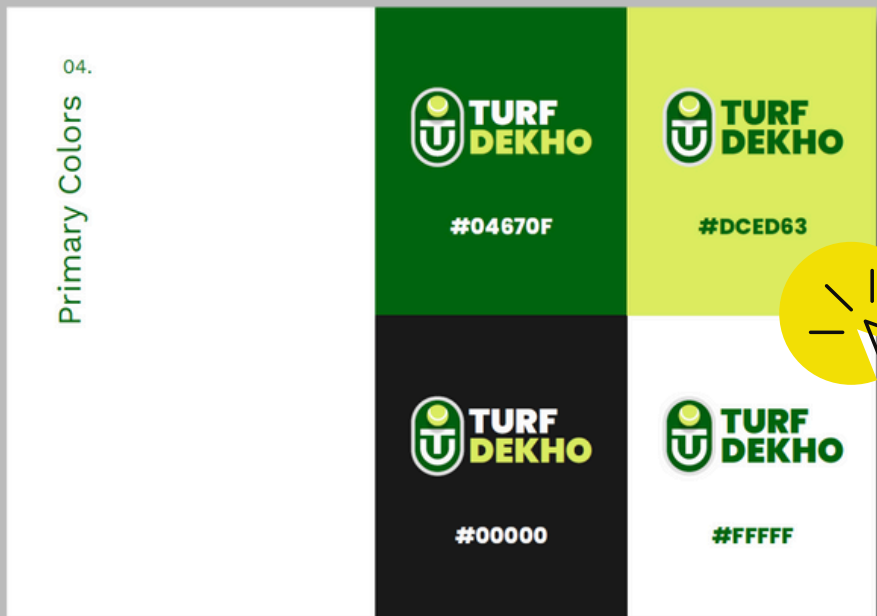 04.
Primary Colors
TURF
DEKHO
#04670F
TURF
DEKHO
#DCED63
TURF
DEKHO
#00000
TURF
DEKHO
#FFFFF